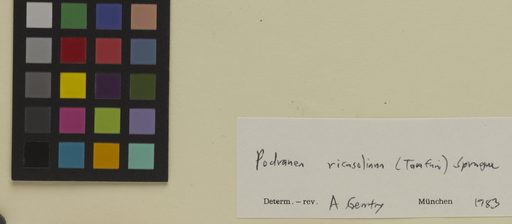 Podranea ricasoliana (Tanfani) Sprague
Determ. – rev. A Gentry München 1983